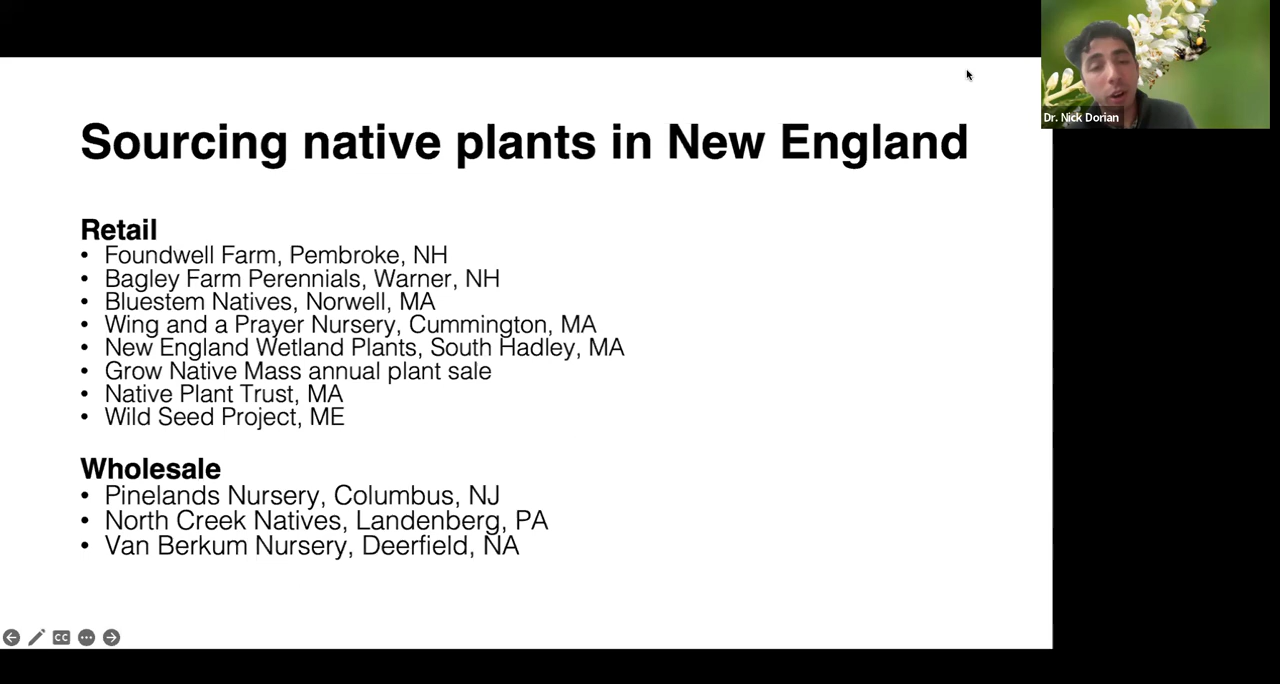 Sourcing native plants in New England
Dr. Nick Dorian
Retail
• Foundwell Farm, Pembroke, NH
• Bagley Farm Perennials, Warner, NH
• Bluestem Natives, Norwell, MA
• Wing and a Prayer Nursery, Cummington, MA
• New England Wetland Plants, South Hadley, MA
• Grow Native Mass annual plant sale
• Native Plant Trust, MA
• Wild Seed Project, ME
Wholesale
• Pinelands Nursery, Columbus, NJ
• North Creek Natives, Landenberg, PA
• Van Berkum Nursery, Deerfield, NA
CC